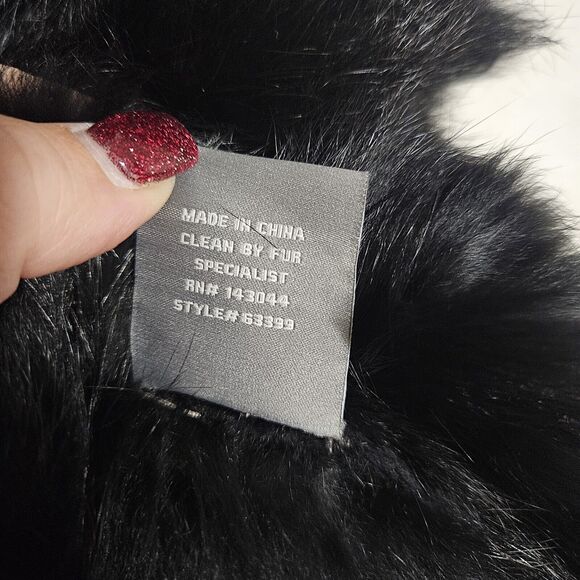 MADE IN CHINA
CLEAN BY FUR
SPECIALIST
RN# 143044
STYLE# 63399